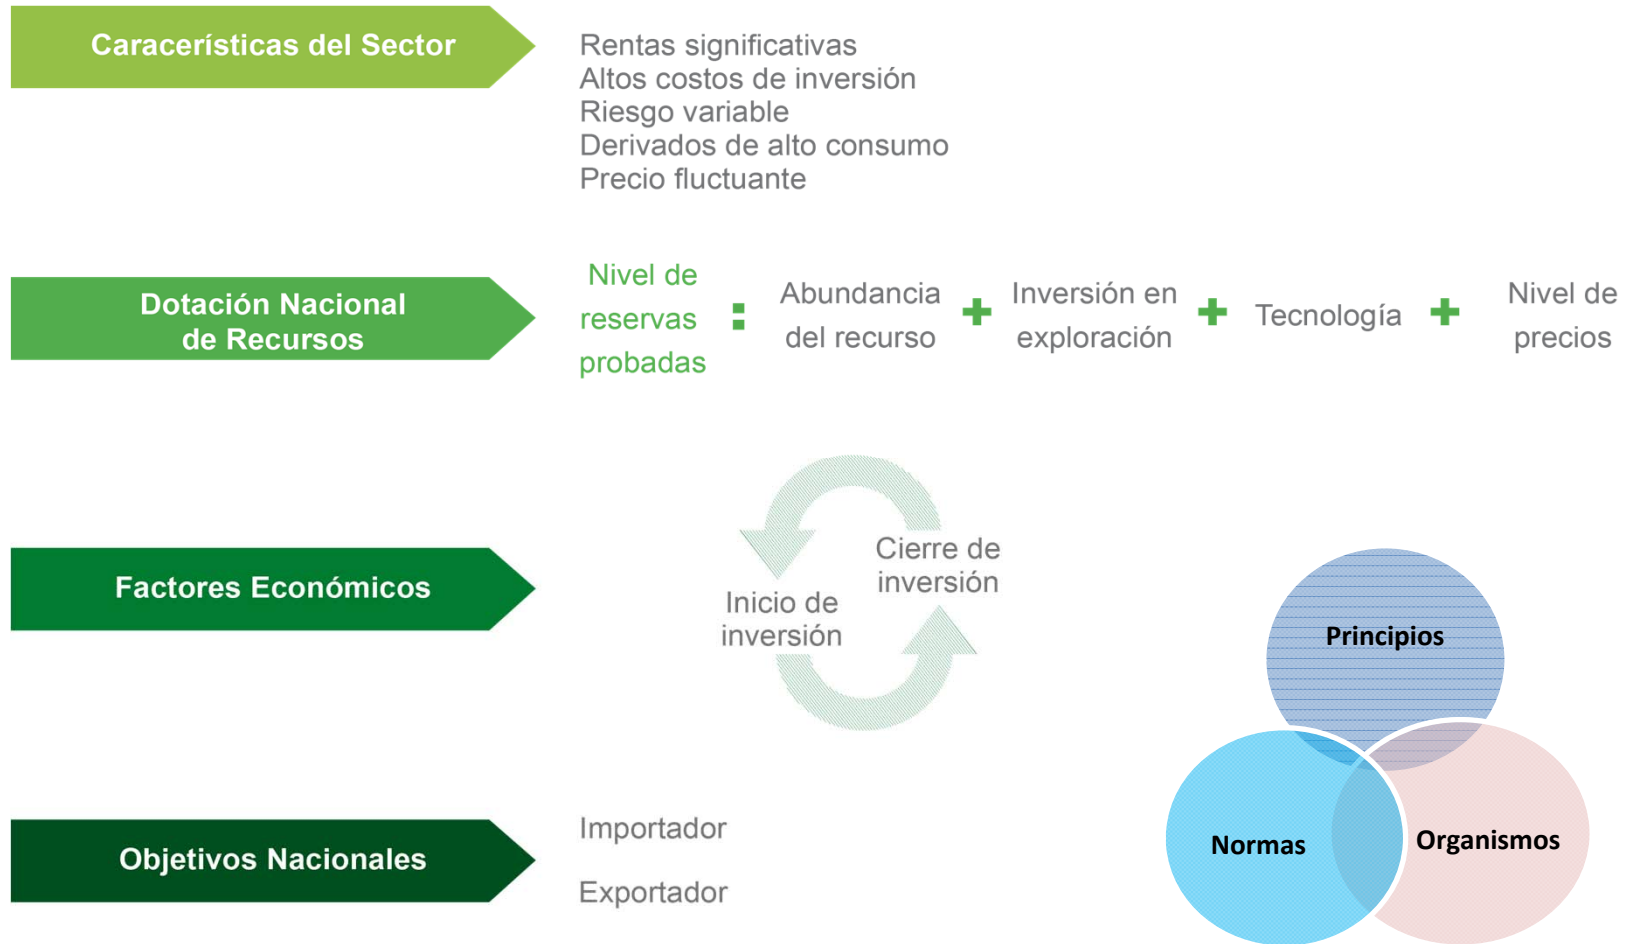 Caracerísticas del Sector
Rentas significativas
Altos costos de inversión
Riesgo variable
Derivados de alto consumo
Precio fluctuante
Dotación Nacional
de Recursos
Nivel de
reservas
probadas
:
Abundancia
del recurso
+
Inversión en
exploración
+
Tecnología
+
Nivel de
precios
Factores Económicos
Cierre de
inversión
Inicio de
inversión
Principios
Normas
Organismos
Objetivos Nacionales
Importador
Exportador